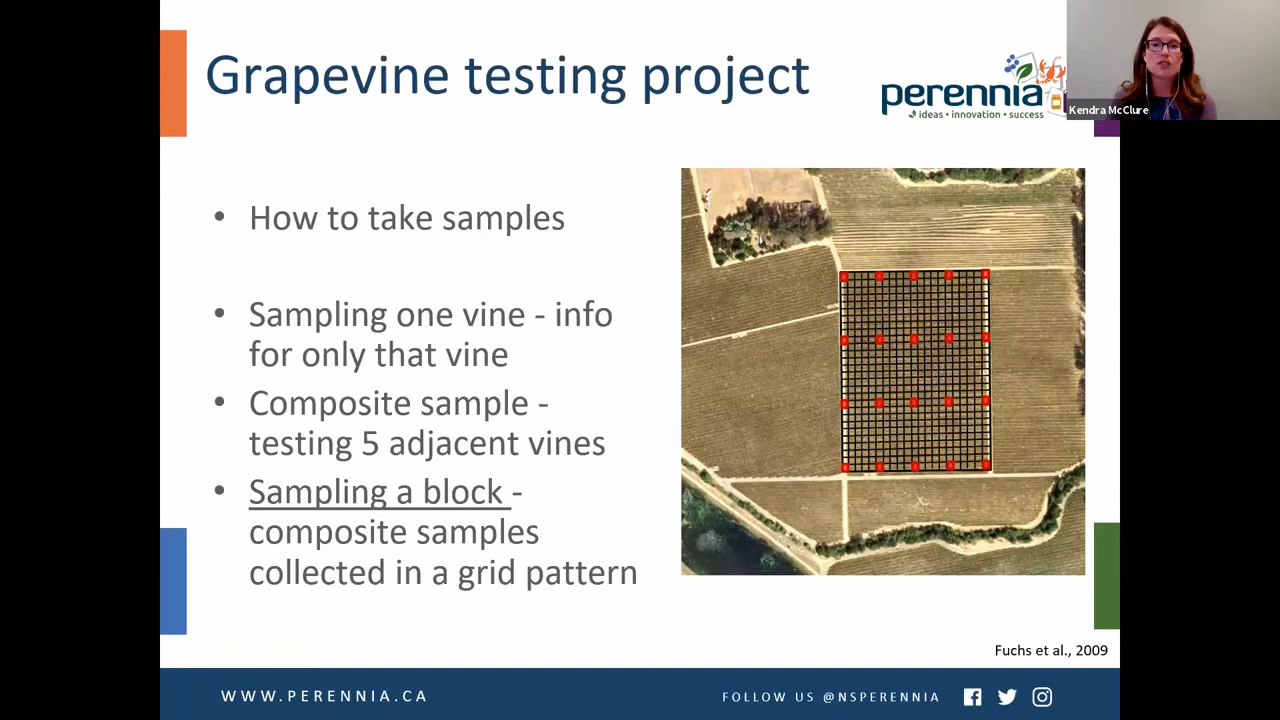 Grapevine testing project
perennia
ideas • innovation • success
Kendra McClure
• How to take samples
• Sampling one vine - info
for only that vine
• Composite sample -
testing 5 adjacent vines
• Sampling a block -
composite samples
collected in a grid pattern
Fuchs et al., 2009
WWW.PERENNIA.CA
FOLLOW US @NSPERENNIA